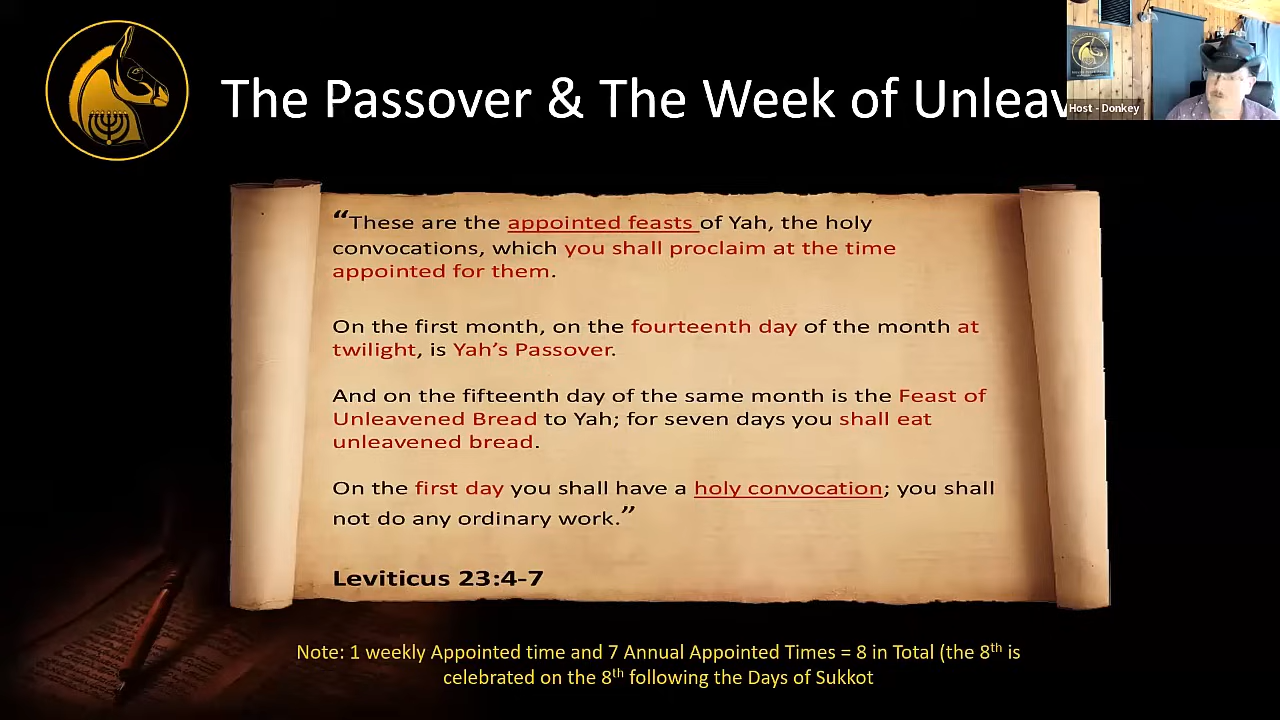 The Passover & The Week of Unleav
Host - Donkey
“These are the appointed feasts of Yah, the holy
convocations, which you shall proclaim at the time
appointed for them.
On the first month, on the fourteenth day of the month at
twilight, is Yah’s Passover.
And on the fifteenth day of the same month is the Feast of
Unleavened Bread to Yah; for seven days you shall eat
unleavened bread.
On the first day you shall have a holy convocation; you shall
not do any ordinary work.”
Leviticus 23:4-7
Note: 1 weekly Appointed time and 7 Annual Appointed Times = 8 in Total (the 8th is
celebrated on the 8th following the Days of Sukkot